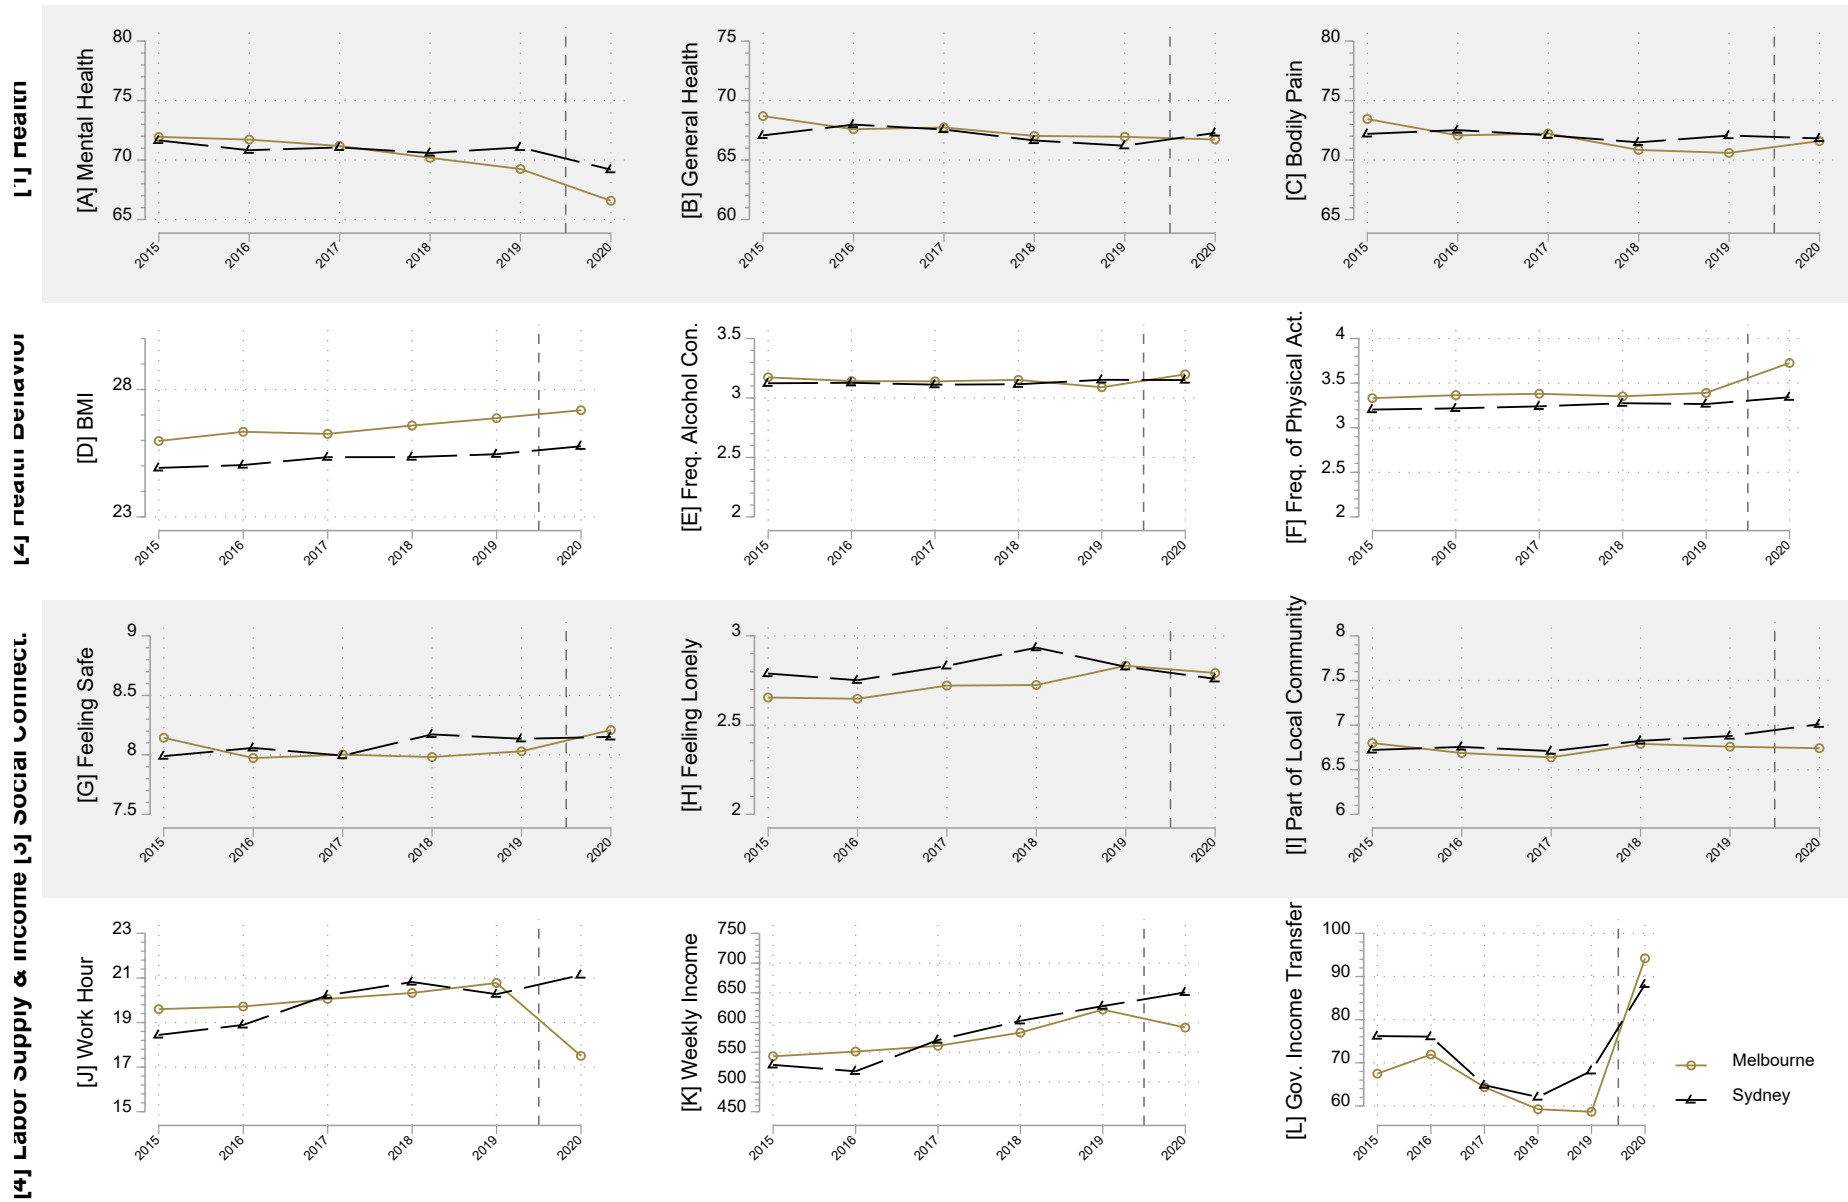 [1] Health
[A] Mental Health
80
75
70
65
2015 2016 2017 2018 2019 2020
[B] General Health
75
70
65
60
2015 2016 2017 2018 2019 2020
[C] Bodily Pain
80
75
70
65
2015 2016 2017 2018 2019 2020
[2] Health Behavior
[D] BMI
28
23
2015 2016 2017 2018 2019 2020
[E] Freq. Alcohol Con.
3.5
3
2.5
2
2015 2016 2017 2018 2019 2020
[F] Freq. of Physical Act.
4
3.5
3
2.5
2
2015 2016 2017 2018 2019 2020
[3] Social Connect.
[G] Feeling Safe
9
8.5
8
7.5
2015 2016 2017 2018 2019 2020
[H] Feeling Lonely
3
2.5
2
2015 2016 2017 2018 2019 2020
[I] Part of Local Community
8
7.5
7
6.5
6
2015 2016 2017 2018 2019 2020
[4] Labor Supply & Income
[J] Work Hour
23
21
19
17
15
2015 2016 2017 2018 2019 2020
[K] Weekly Income
750
700
650
600
550
500
450
2015 2016 2017 2018 2019 2020
[L] Gov. Income Transfer
100
90
80
70
60
2015 2016 2017 2018 2019 2020
Melbourne
Sydney